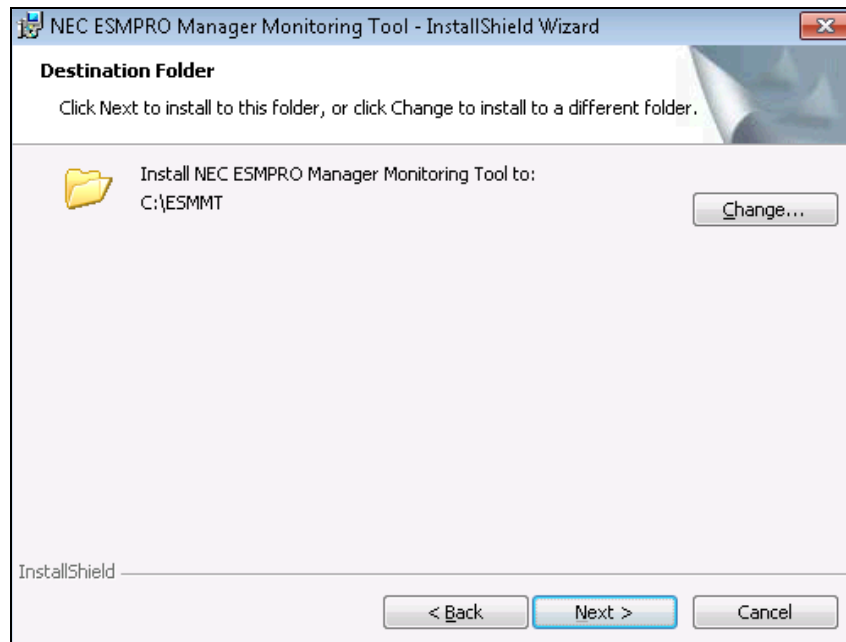 NEC ESMPRO Manager Monitoring Tool - InstallShield Wizard
Destination Folder
Click Next to install to this folder, or click Change to install to a different folder.
Install NEC ESMPRO Manager Monitoring Tool to:
C:\ESMMT
Change...
InstallShield
< Back
Next >
Cancel